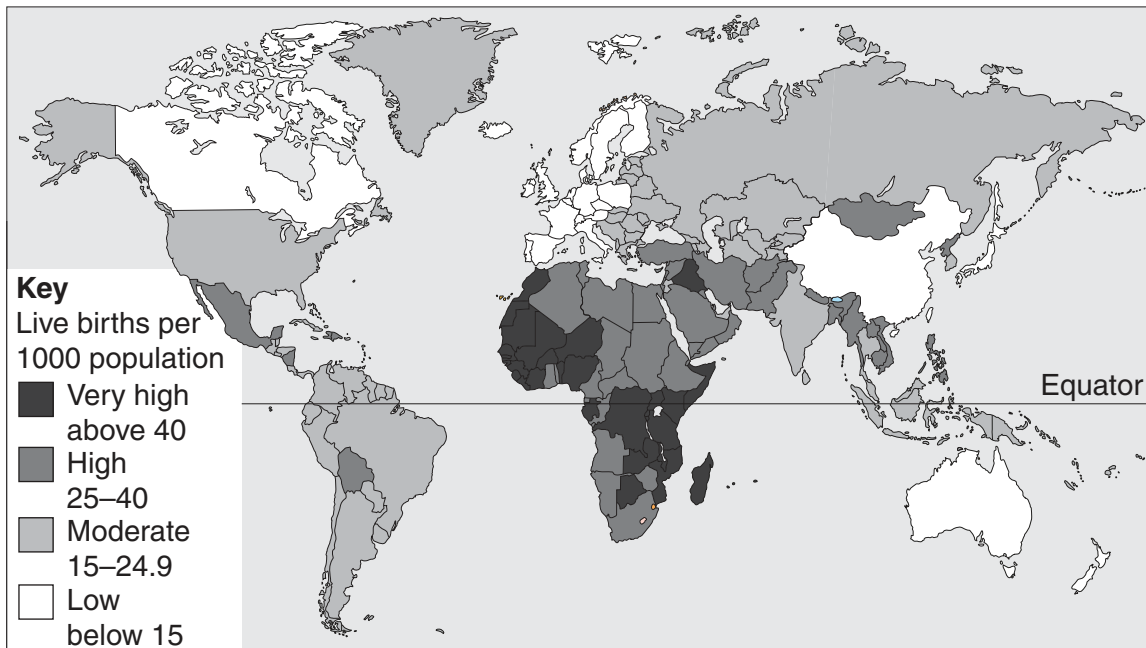 Key
Live births per
1000 population
Very high
above 40
High
25–40
Moderate
15–24.9
Low
below 15
Equator